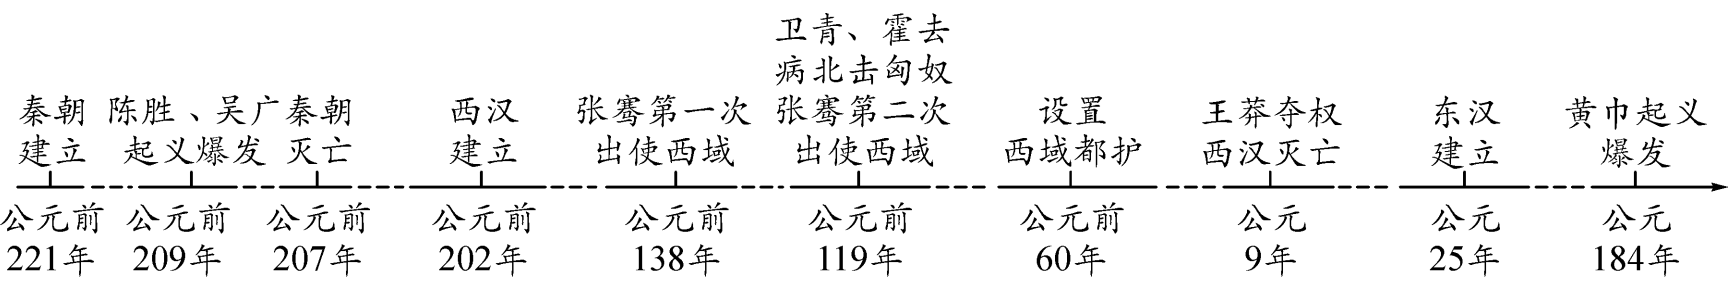 秦朝
建立
公元前
221年
陈胜、吴广
起义爆发
公元前
209年
秦朝
灭亡
公元前
207年
西汉
建立
公元前
202年
张骞第一次
出使西域
公元前
138年
卫青、霍去
病北击匈奴
张骞第二次
出使西域
公元前
119年
设置
西域都护
公元前
60年
王莽夺权
西汉灭亡
公元
9年
东汉
建立
公元
25年
黄巾起义
爆发
公元
184年